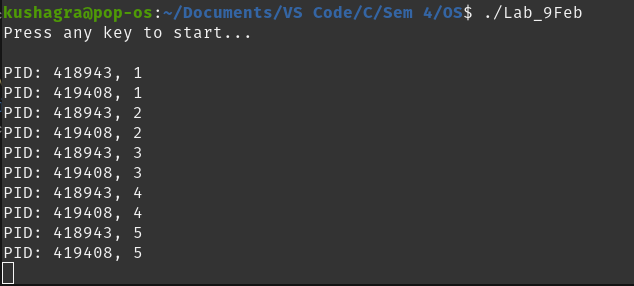 kushagra@pop-os:~/Documents/VS Code/C/Sem 4/OS$ ./Lab_9Feb
Press any key to start...
PID: 418943, 1
PID: 419408, 1
PID: 418943, 2
PID: 419408, 2
PID: 418943, 3
PID: 419408, 3
PID: 418943, 4
PID: 419408, 4
PID: 418943, 5
PID: 419408, 5